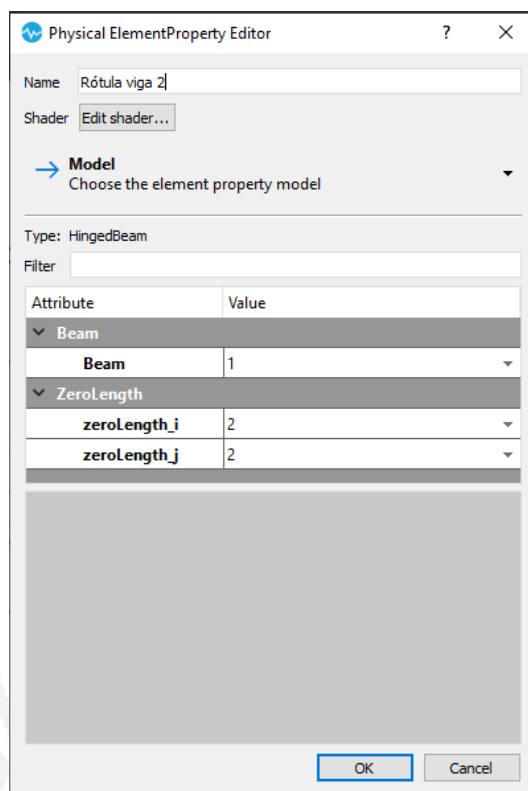 Physical ElementProperty Editor ? ✕
Name Rótula viga 2
Shader Edit shader...
Model
Choose the element property model
Type: HingedBeam
Filter
Attribute Value
Beam
Beam 1
ZeroLength
zeroLength_i 2
zeroLength_j 2
OK Cancel